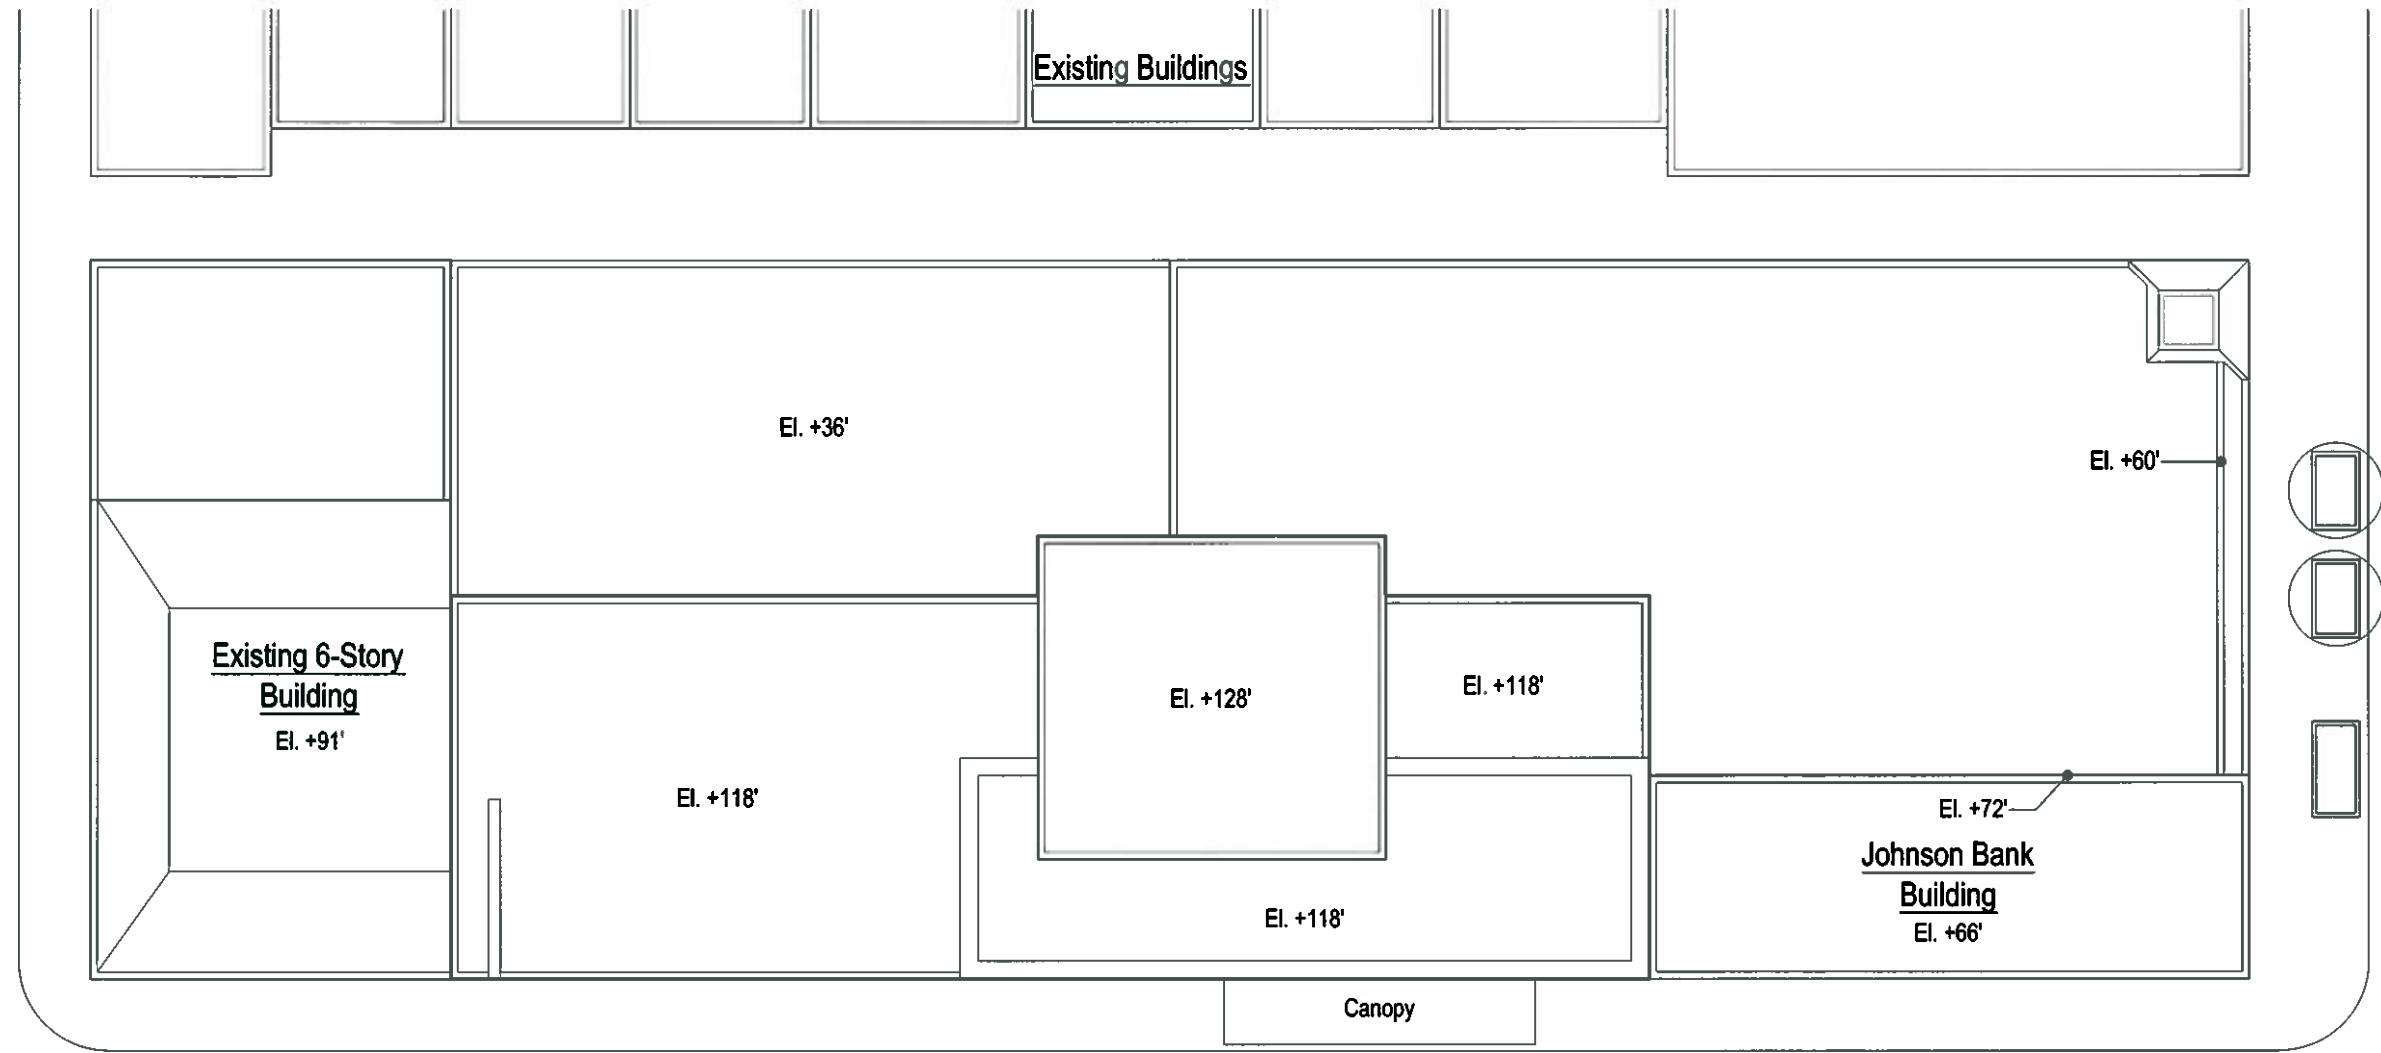 Existing Buildings
El. +36'
El. +60'
Existing 6-Story
Building
El. +91'
El. +128'
El. +118'
El. +118'
El. +72'
Johnson Bank
Building
El. +66'
El. +118'
Canopy